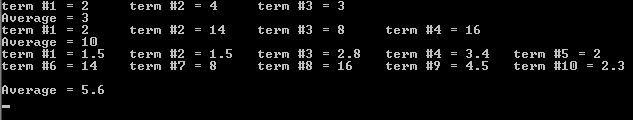 term #1 = 2 term #2 = 4 term #3 = 3
Average = 3
term #1 = 2 term #2 = 14 term #3 = 8 term #4 = 16
Average = 10
term #1 = 1.5 term #2 = 1.5 term #3 = 2.8 term #4 = 3.4 term #5 = 2
term #6 = 14 term #7 = 8 term #8 = 16 term #9 = 4.5 term #10 = 2.3
Average = 5.6